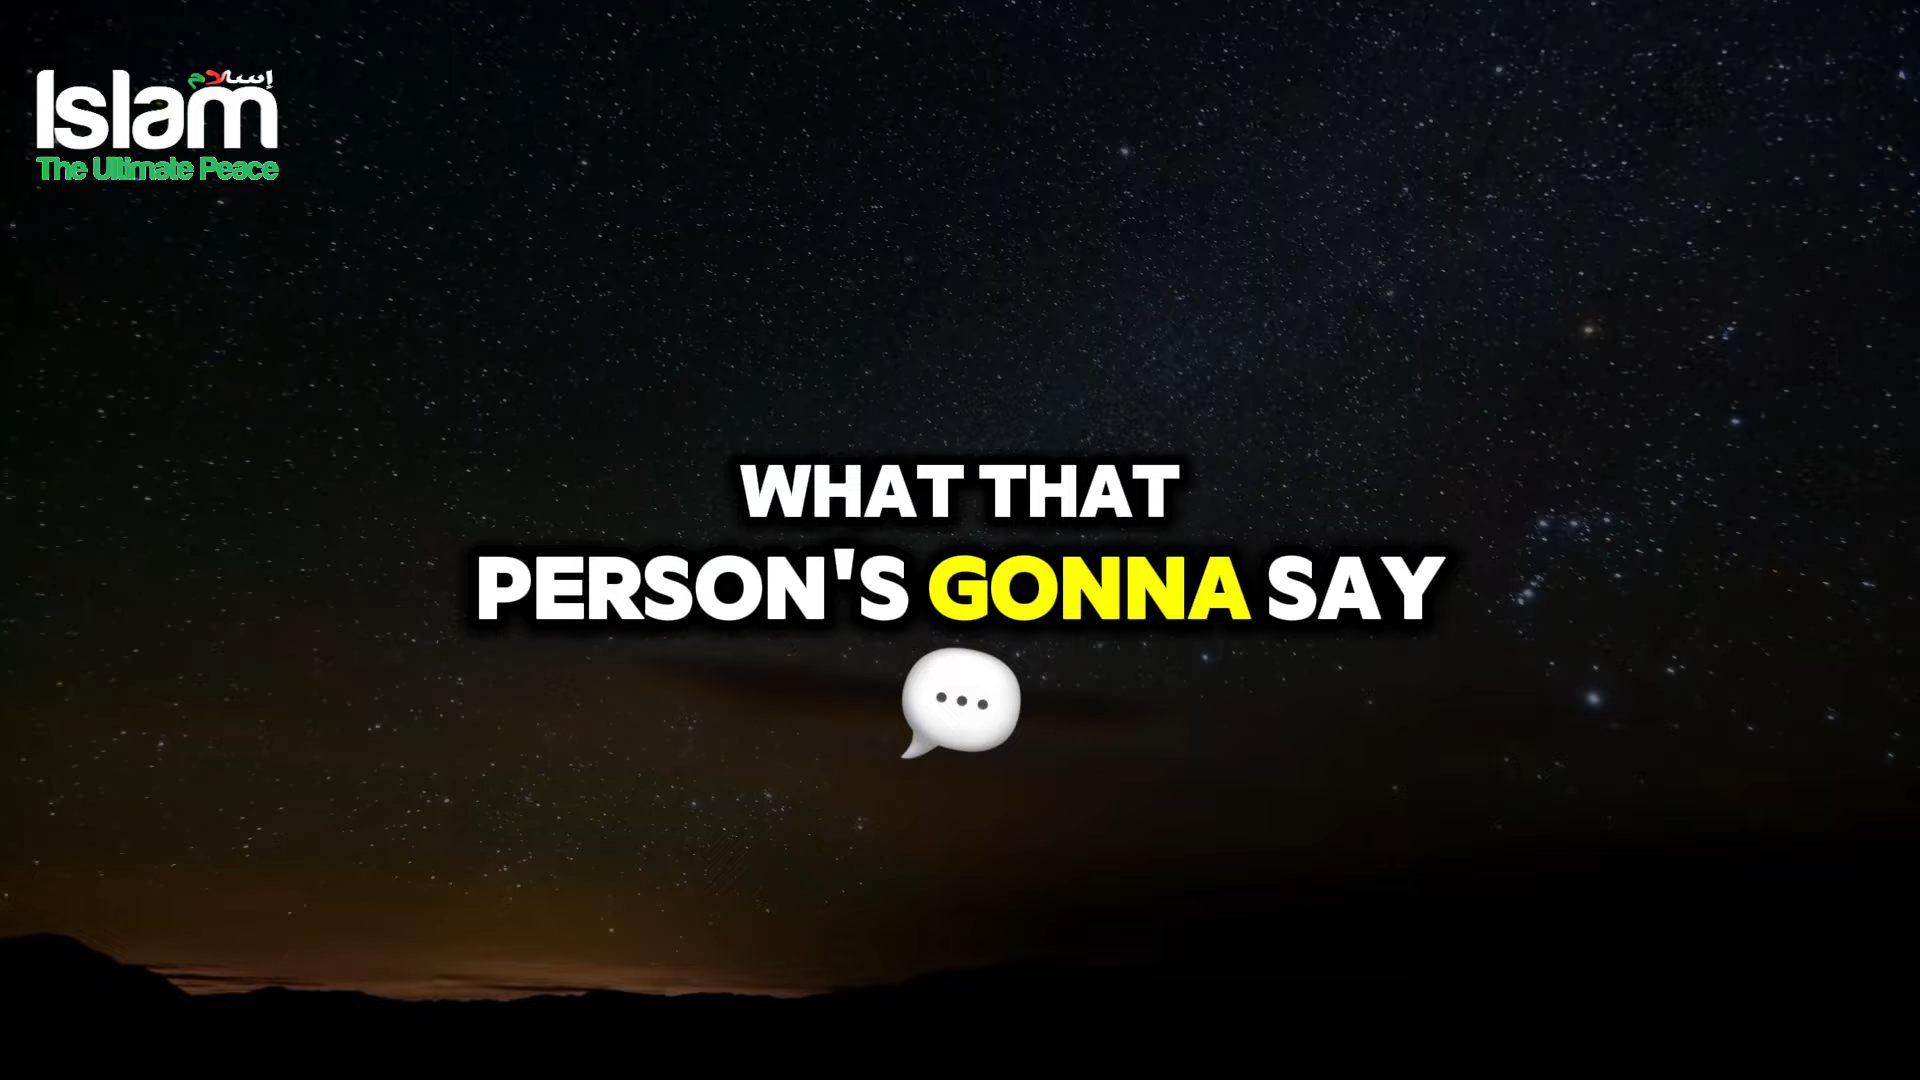 إسلام
Islam
The Ultimate Peace
WHAT THAT
PERSON'S GONNA SAY